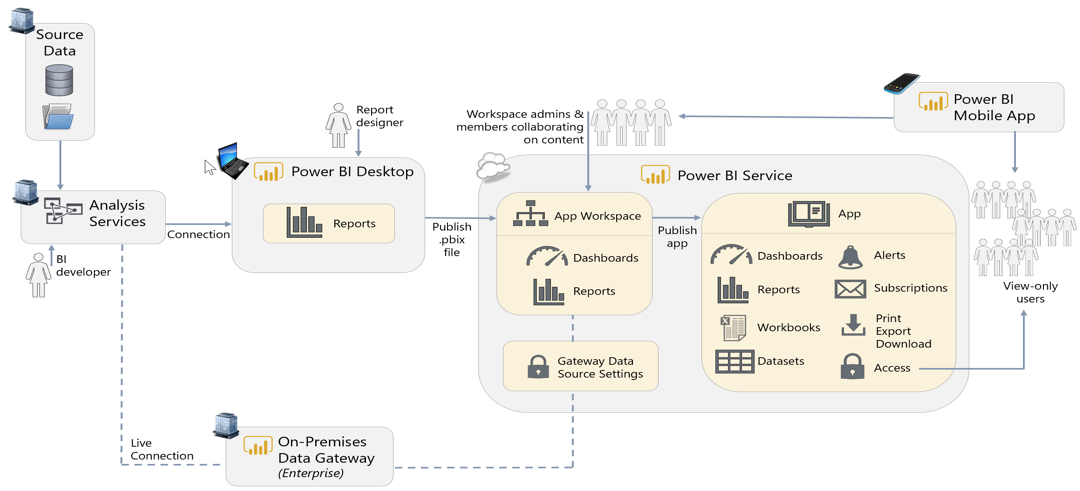 Source
Data
Analysis
Services
BI
developer
Connection
Report
designer
Power BI Desktop
Reports
Publish
.pbix
file
Workspace admins &
members collaborating
on content
Power BI Service
App Workspace
Dashboards
Reports
Gateway Data
Source Settings
Publish
app
App
Dashboards
Reports
Workbooks
Datasets
Alerts
Subscriptions
Print
Export
Download
Access
Power BI
Mobile App
View-only
users
Live
Connection
On-Premises
Data Gateway
(Enterprise)